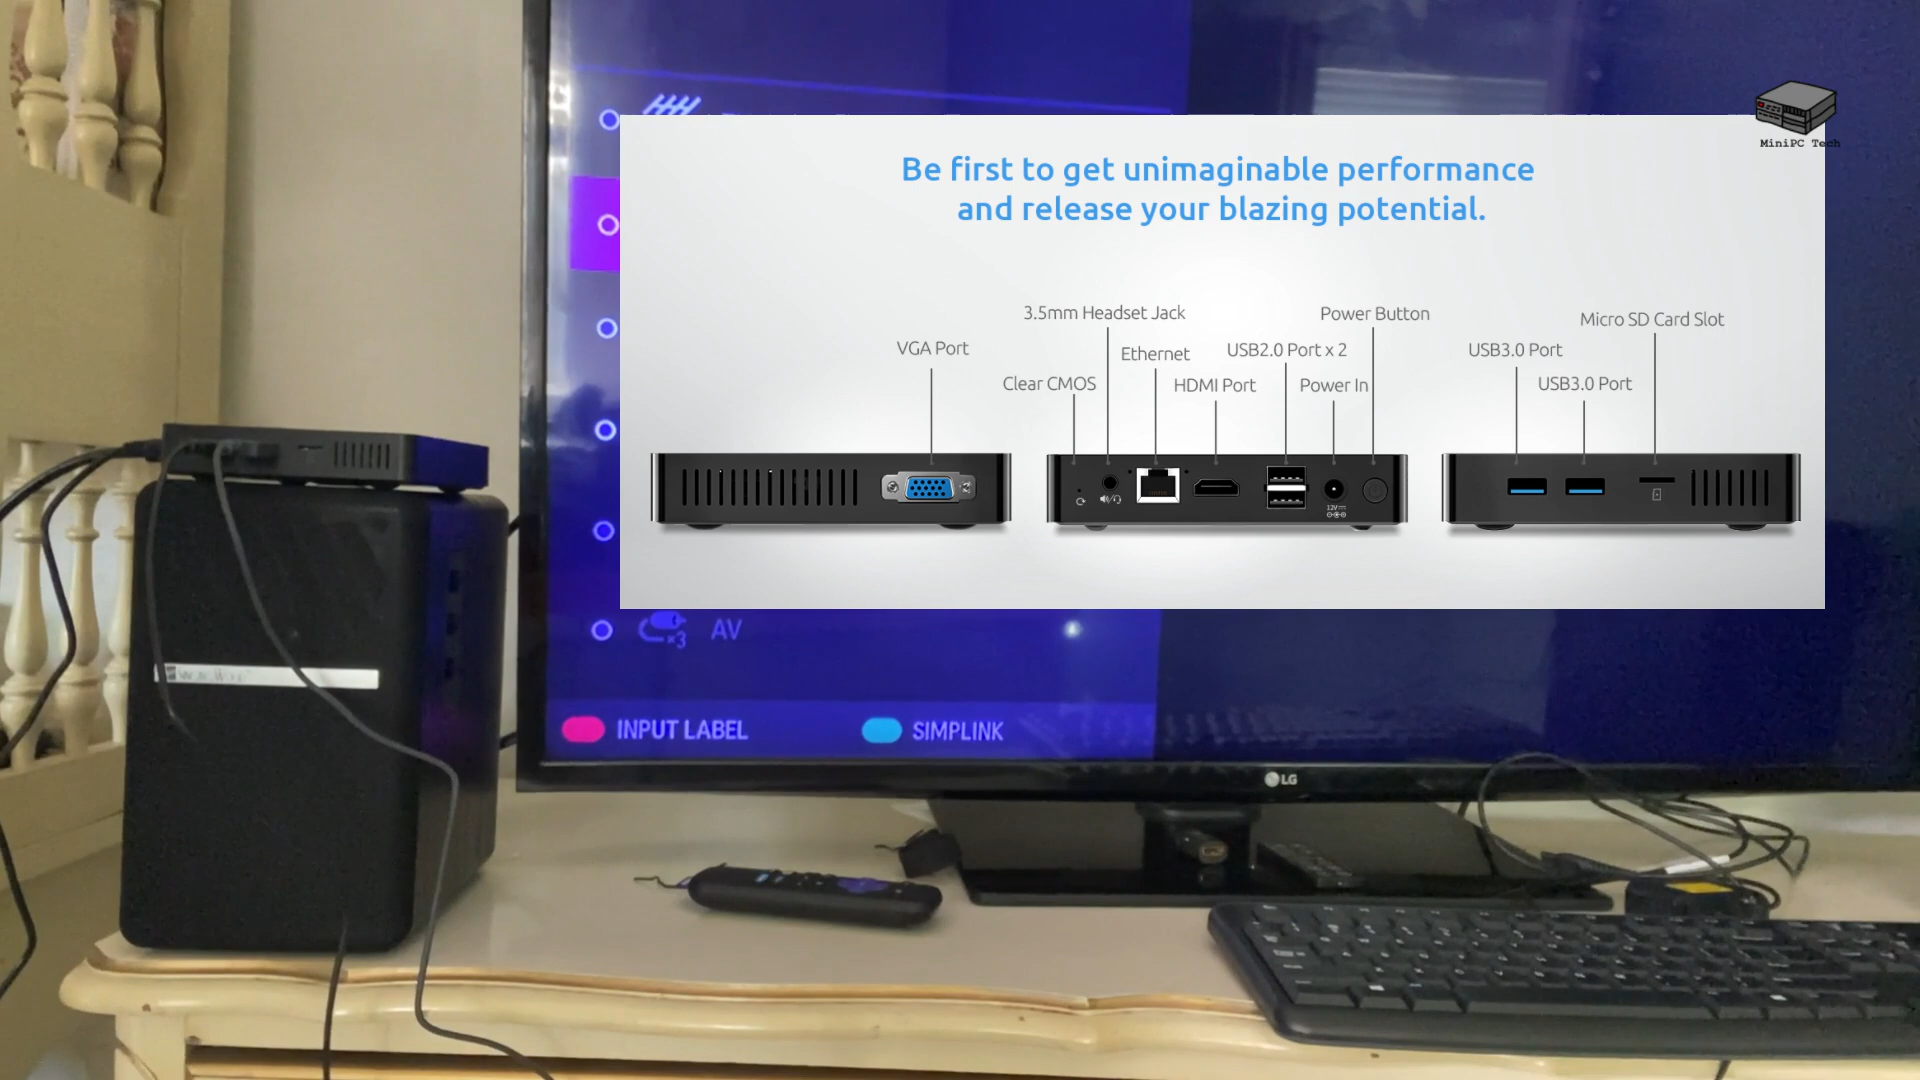 MiniPC Tech
Be first to get unimaginable performance
and release your blazing potential.
3.5mm Headset Jack
Power Button
Micro SD Card Slot
VGA Port
Ethernet
USB2.0 Port x 2
USB3.0 Port
Clear CMOS
HDMI Port
Power In
USB3.0 Port
12V
x3 AV
INPUT LABEL
SIMPLINK
LG